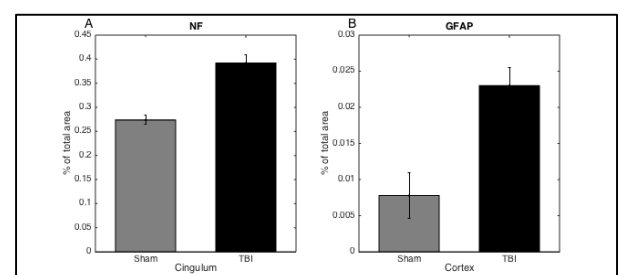 A
NF
0.45
0.4
0.35
0.3
0.25
0.2
0.15
0.1
0.05
0
% of total area
Sham
TBI
Cingulum
B
GFAP
0.03
0.025
0.02
0.015
0.01
0.005
0
% of total area
Sham
TBI
Cortex